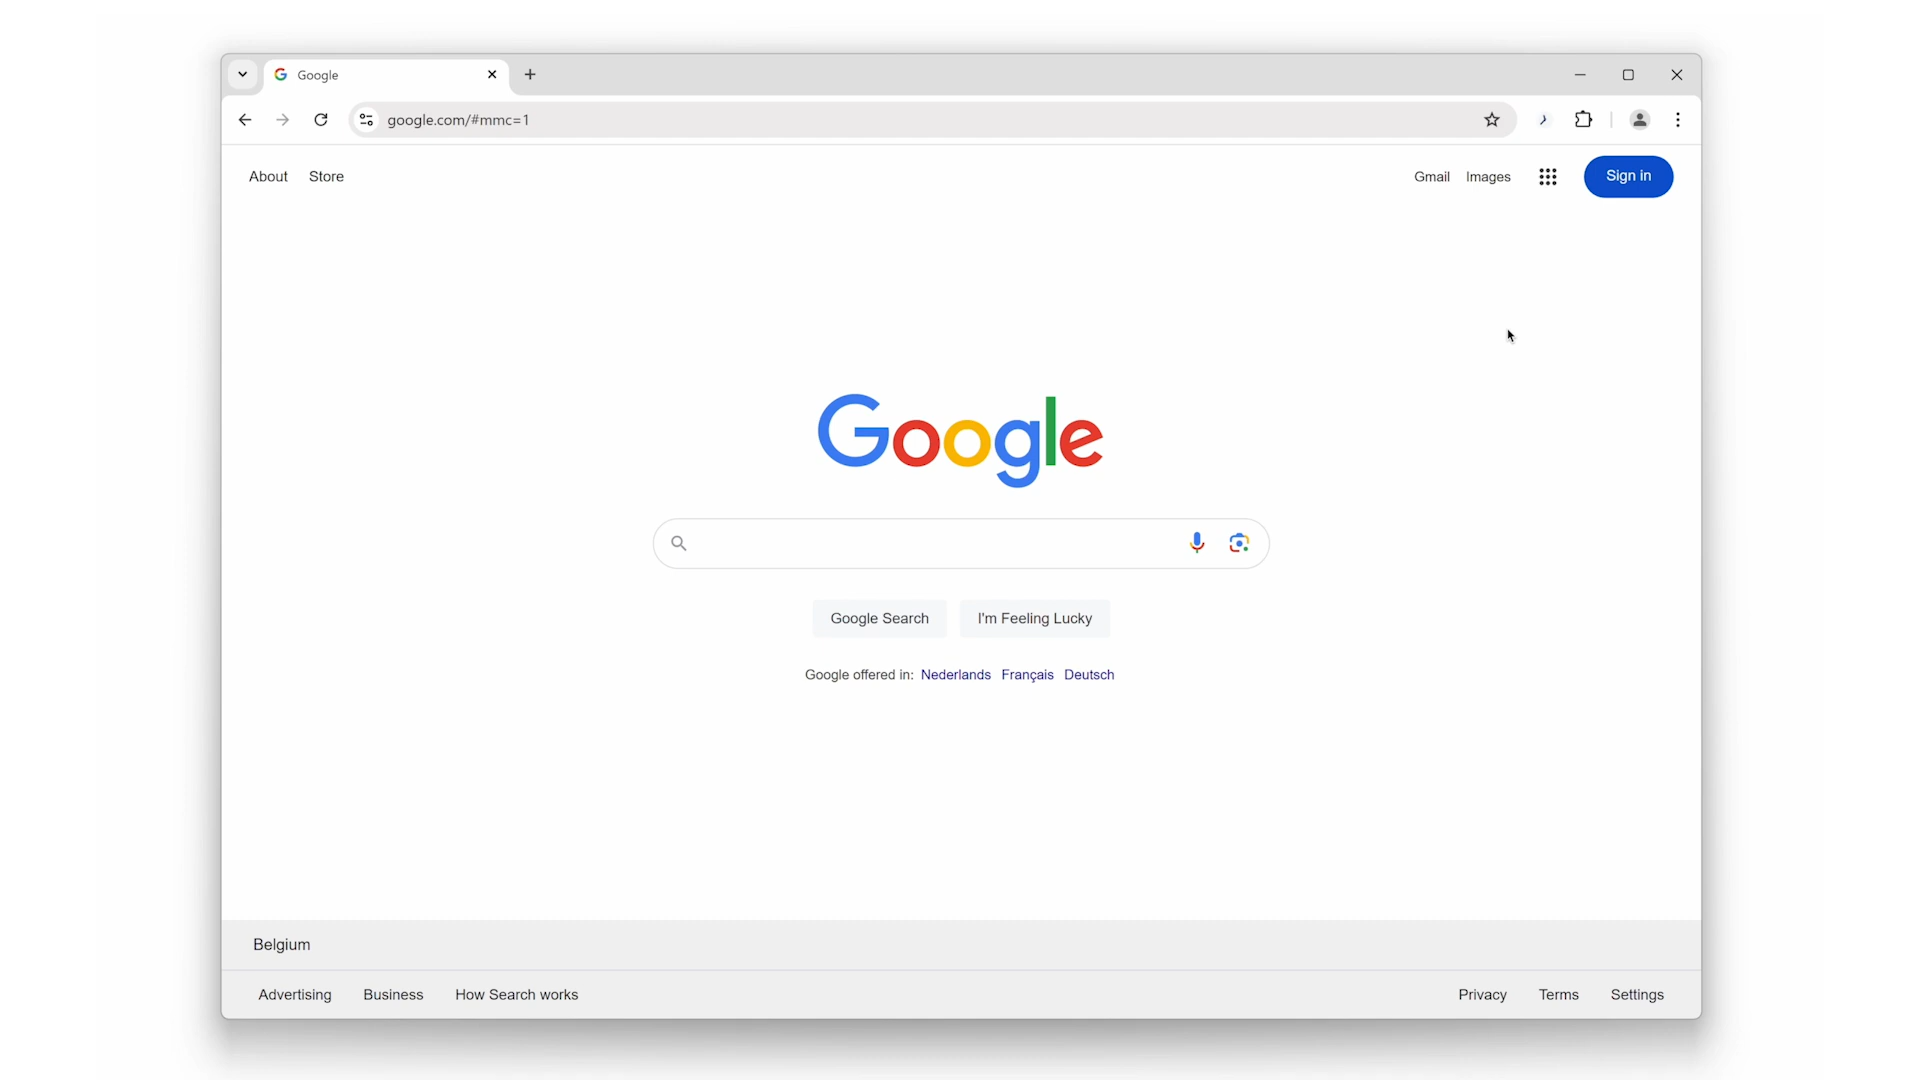 Google
google.com/#mmc=1
About Store Gmail Images Sign in
Google
Google Search I'm Feeling Lucky
Google offered in: Nederlands Français Deutsch
Belgium
Advertising Business How Search works Privacy Terms Settings